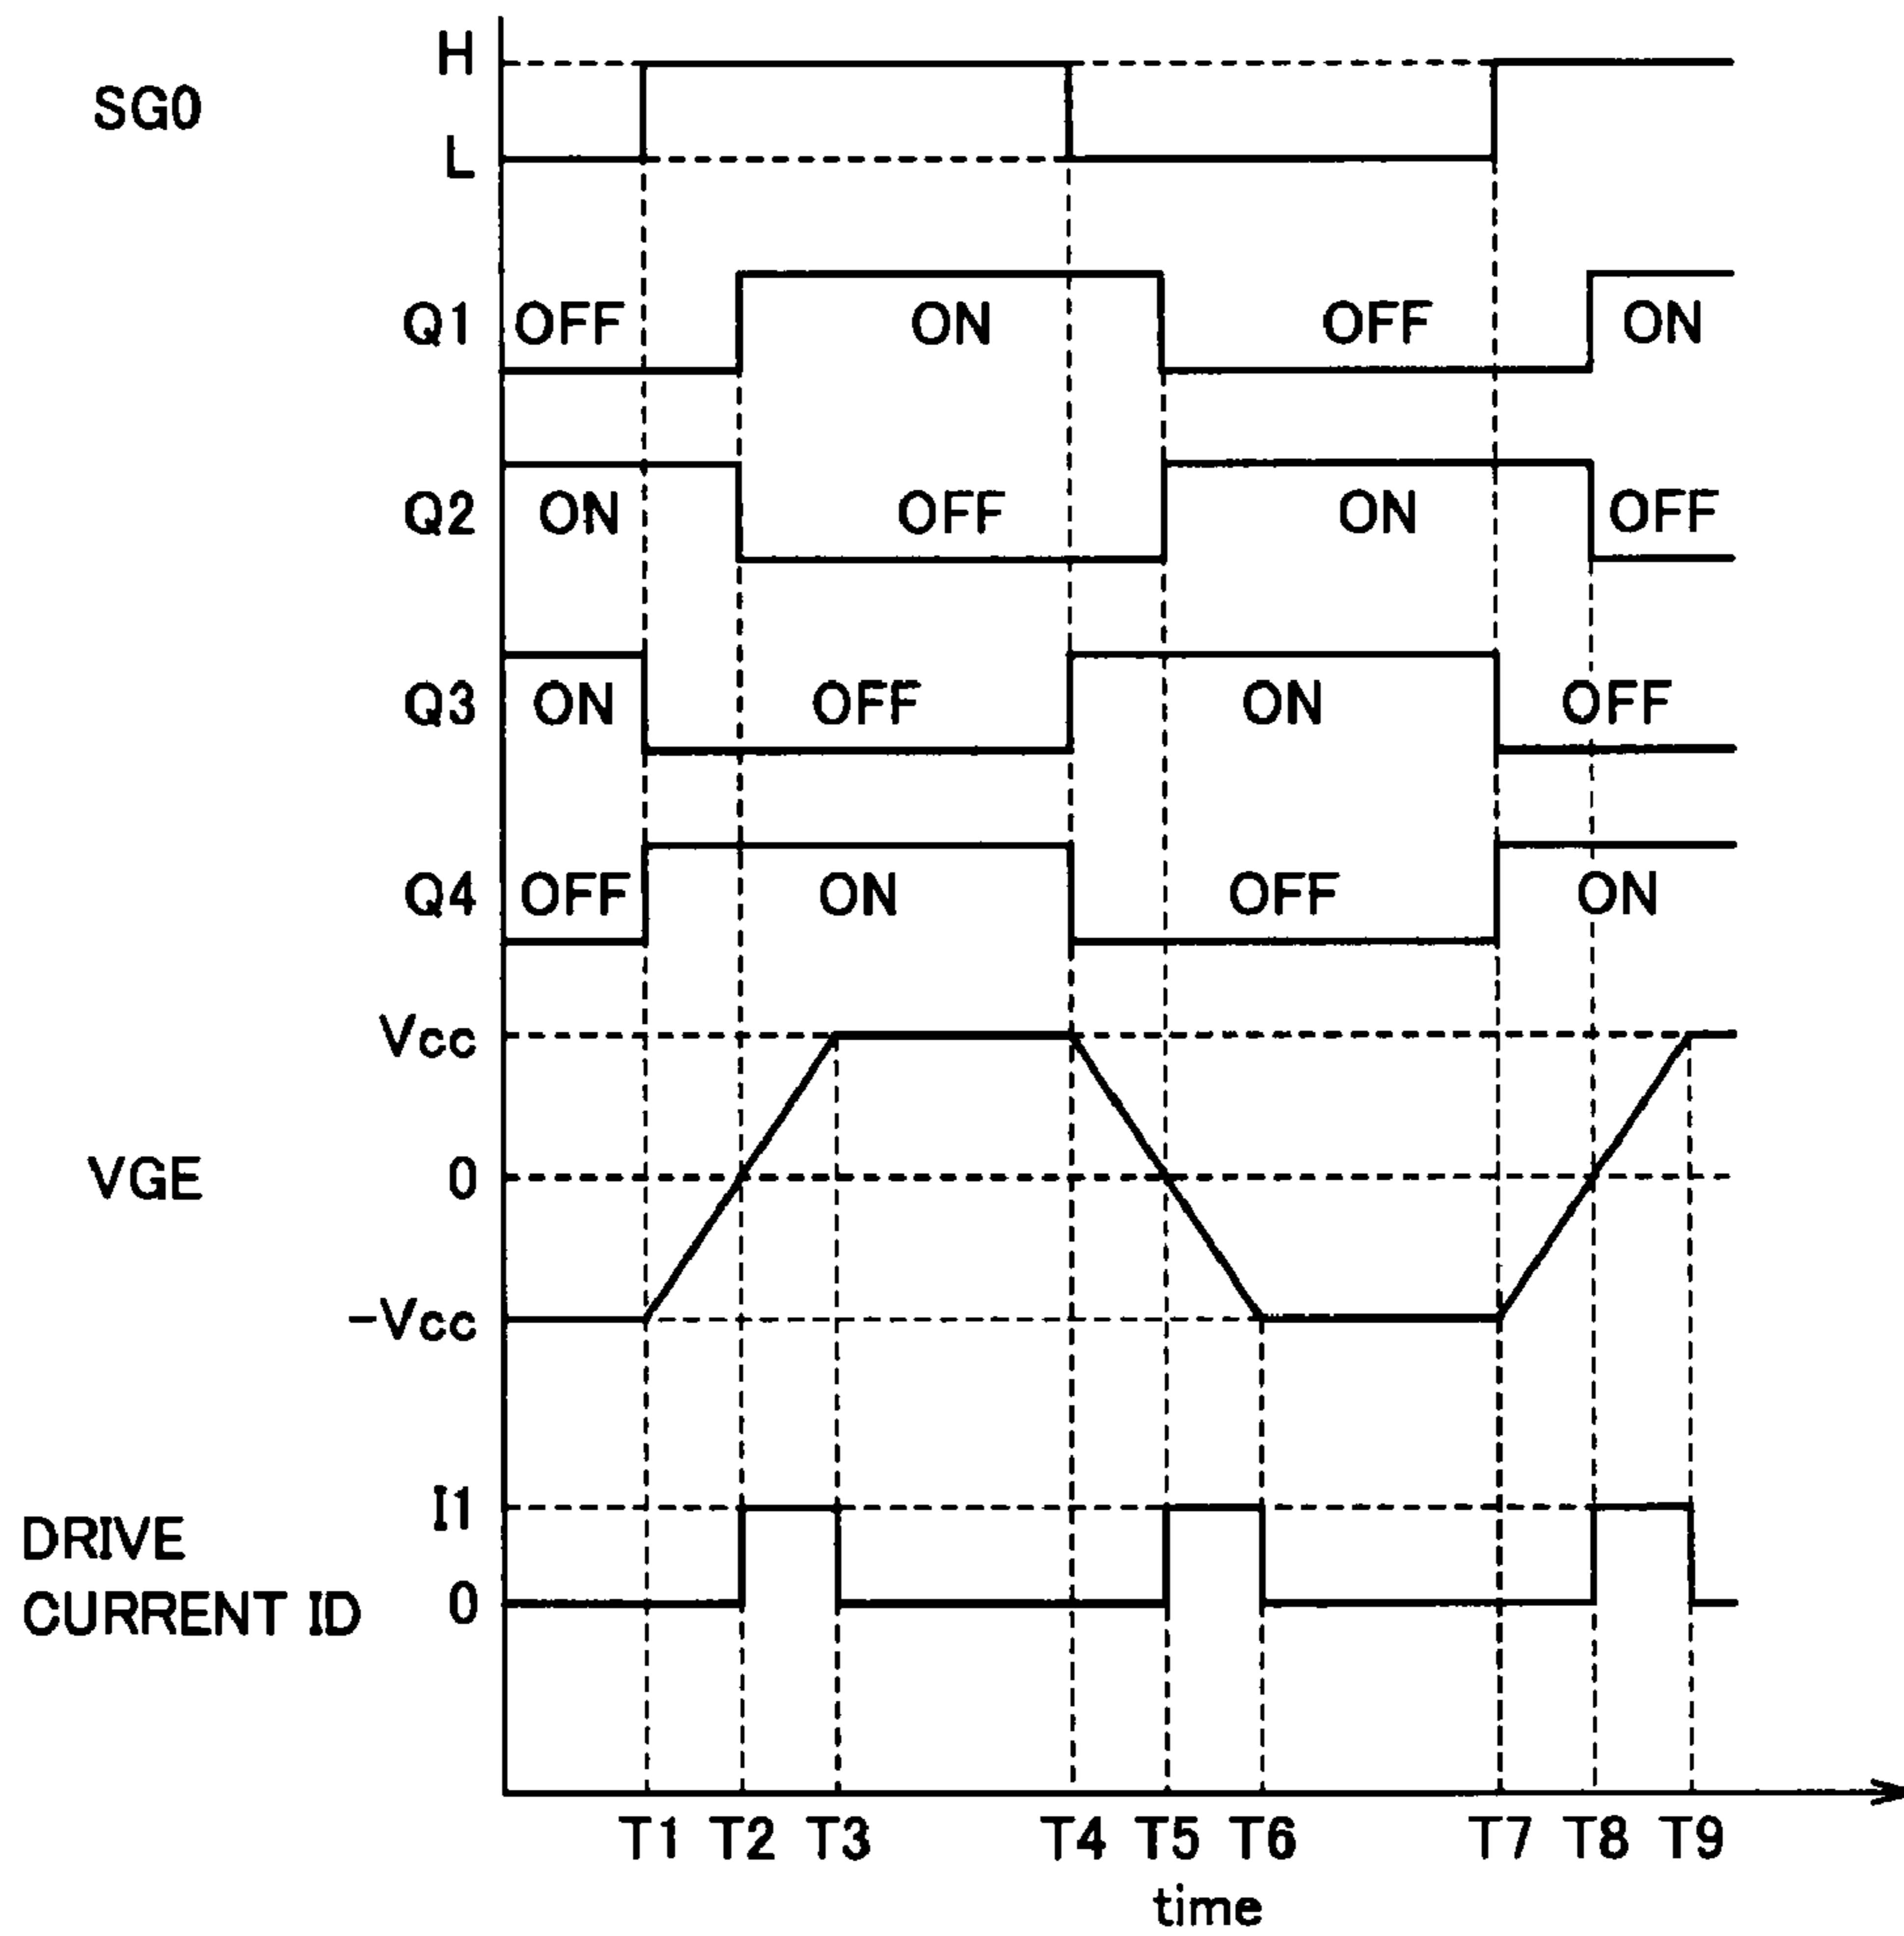 H
SG0
L
Q1 OFF ON OFF ON
Q2 ON OFF ON OFF
Q3 ON OFF ON OFF
Q4 OFF ON OFF ON
Vcc
VGE 0
-Vcc
I1
DRIVE
CURRENT ID 0
T1 T2 T3 T4 T5 T6 T7 T8 T9
time